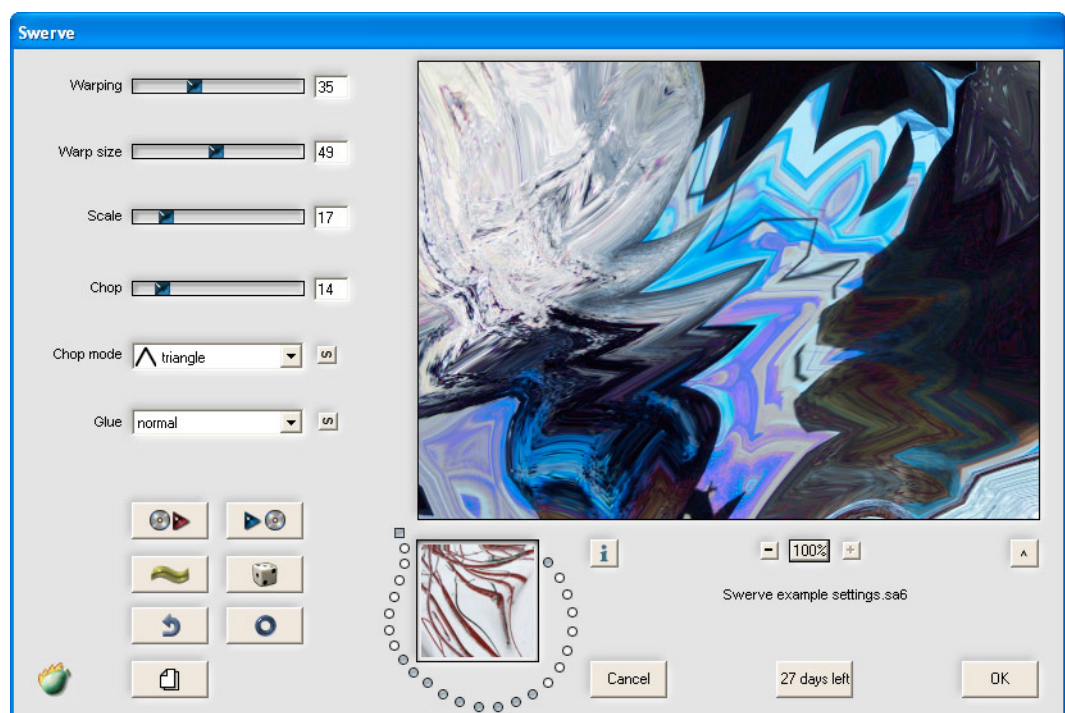 Swerve
Warping 35
Warp size 49
Scale 17
Chop 14
Chop mode triangle S
Glue normal S
i - 100% + ^
Swerve example settings.sa6
Cancel 27 days left OK